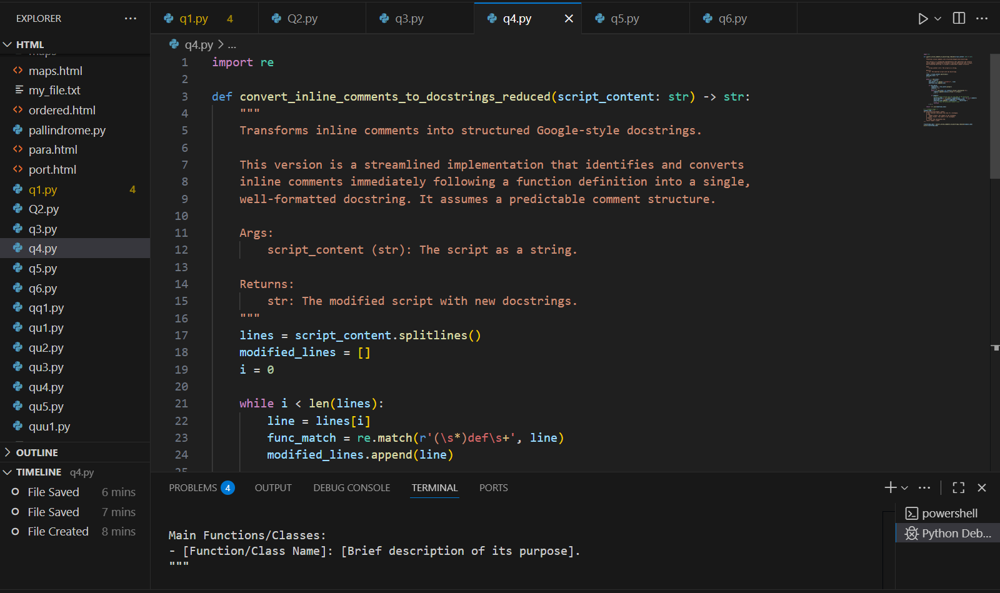 EXPLORER
HTML
maps
maps.html
my_file.txt
ordered.html
pallindrome.py
para.html
port.html
q1.py 4
Q2.py
q3.py
q4.py
q5.py
q6.py
qq1.py
qu1.py
qu2.py
qu3.py
qu4.py
qu5.py
quu1.py
OUTLINE
TIMELINE q4.py
File Saved 6 mins
File Saved 7 mins
File Created 8 mins
q1.py 4
Q2.py
q3.py
q4.py
q5.py
q6.py
q4.py > ...
1 import re
2
3 def convert_inline_comments_to_docstrings_reduced(script_content: str) -> str:
4 """
5 Transforms inline comments into structured Google-style docstrings.
6
7 This version is a streamlined implementation that identifies and converts
8 inline comments immediately following a function definition into a single,
9 well-formatted docstring. It assumes a predictable comment structure.
10
11 Args:
12 script_content (str): The script as a string.
13
14 Returns:
15 str: The modified script with new docstrings.
16 """
17 lines = script_content.splitlines()
18 modified_lines = []
19 i = 0
20
21 while i < len(lines):
22 line = lines[i]
23 func_match = re.match(r'(\s*)def\s+', line)
24 modified_lines.append(line)
25
PROBLEMS 4
OUTPUT
DEBUG CONSOLE
TERMINAL
PORTS
Main Functions/Classes:
- [Function/Class Name]: [Brief description of its purpose].
"""
powershell
Python Deb...